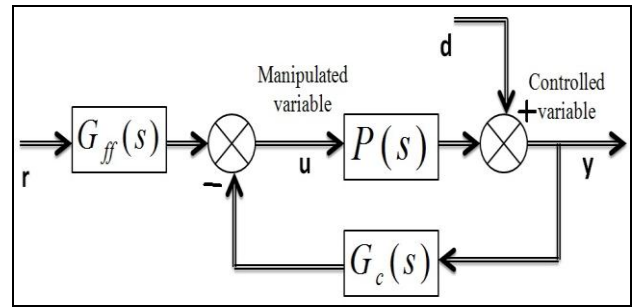 d
Manipulated
variable
Controlled
variable
+
G_ff(s)
P(s)
r
u
y
−
G_c(s)